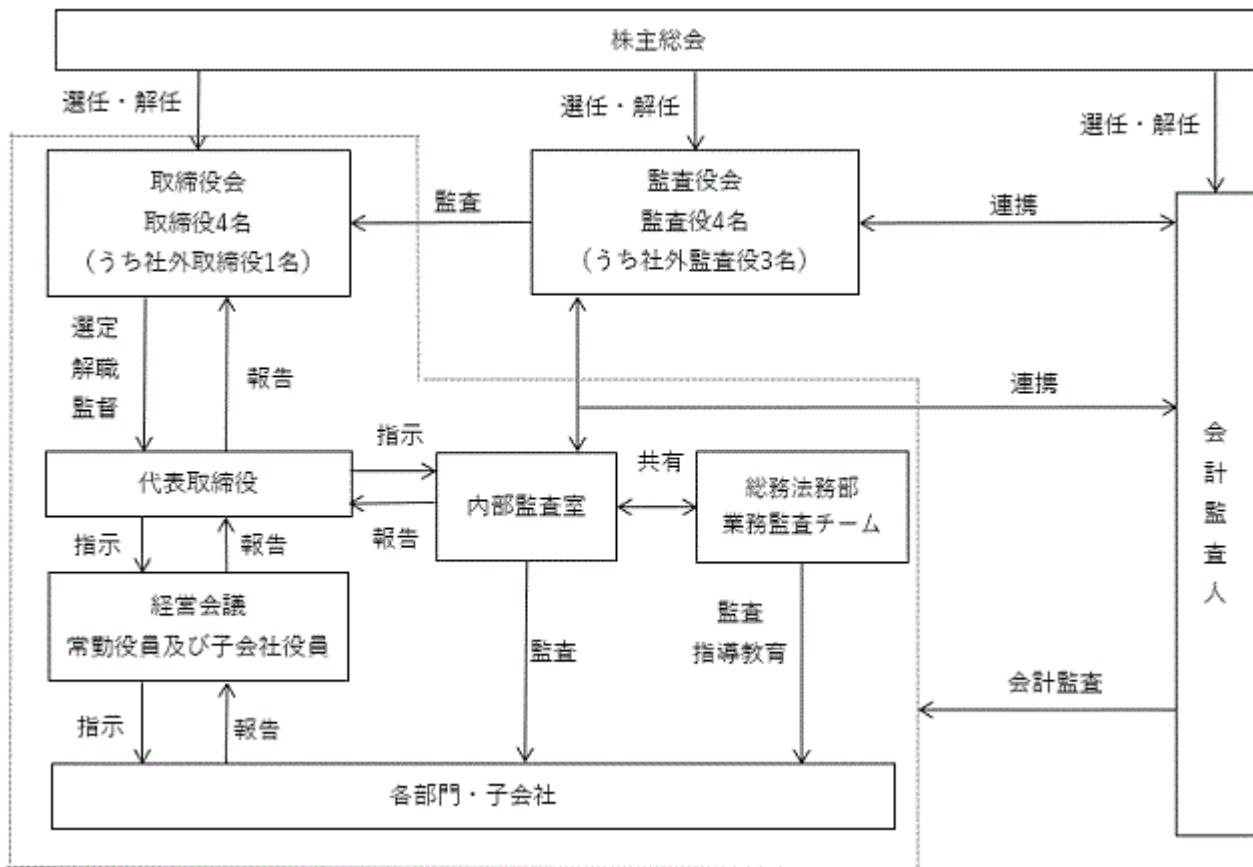 株主総会
選任・解任
選任・解任
選任・解任
取締役会
取締役4名
（うち社外取締役1名）
監査
監査役会
監査役4名
（うち社外監査役3名）
連携
選定
解職
監督
報告
連携
会計監査人
代表取締役
指示
報告
内部監査室
共有
総務法務部
業務監査チーム
指示
報告
経営会議
常勤役員及び子会社役員
監査
監査
指導教育
会計監査
指示
報告
各部門・子会社